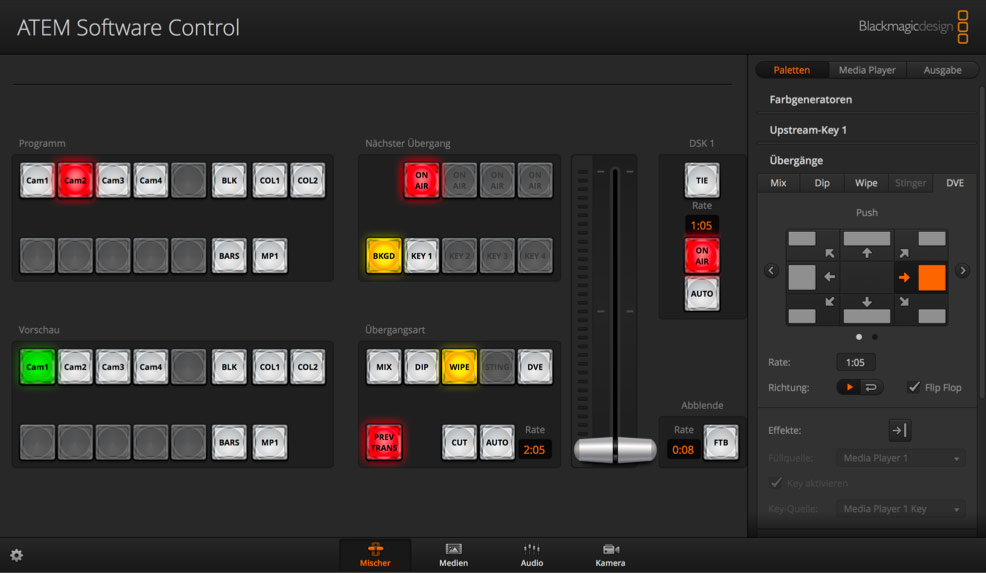 ATEM Software Control
Blackmagicdesign
Paletten Media Player Ausgabe
Farbgeneratoren
Upstream-Key 1
Übergänge
Mix Dip Wipe Stinger DVE
Push
Rate: 1:05
Richtung: Flip Flop
Effekte:
Füllquelle: Media Player 1
Key aktivieren
Key-Quelle: Media Player 1 Key
Programm
Cam1 Cam2 Cam3 Cam4 BLK COL1 COL2
BARS MP1
Nächster Übergang
ON AIR ON AIR ON AIR ON AIR
BKGD KEY 1 KEY 2 KEY 3 KEY 4
DSK 1
TIE
Rate
1:05
ON AIR
AUTO
Vorschau
Cam1 Cam2 Cam3 Cam4 BLK COL1 COL2
BARS MP1
Übergangsart
MIX DIP WIPE STING DVE
PREV TRANS CUT AUTO Rate 2:05
Abblende
Rate
0:08 FTB
Mischer Medien Audio Kamera